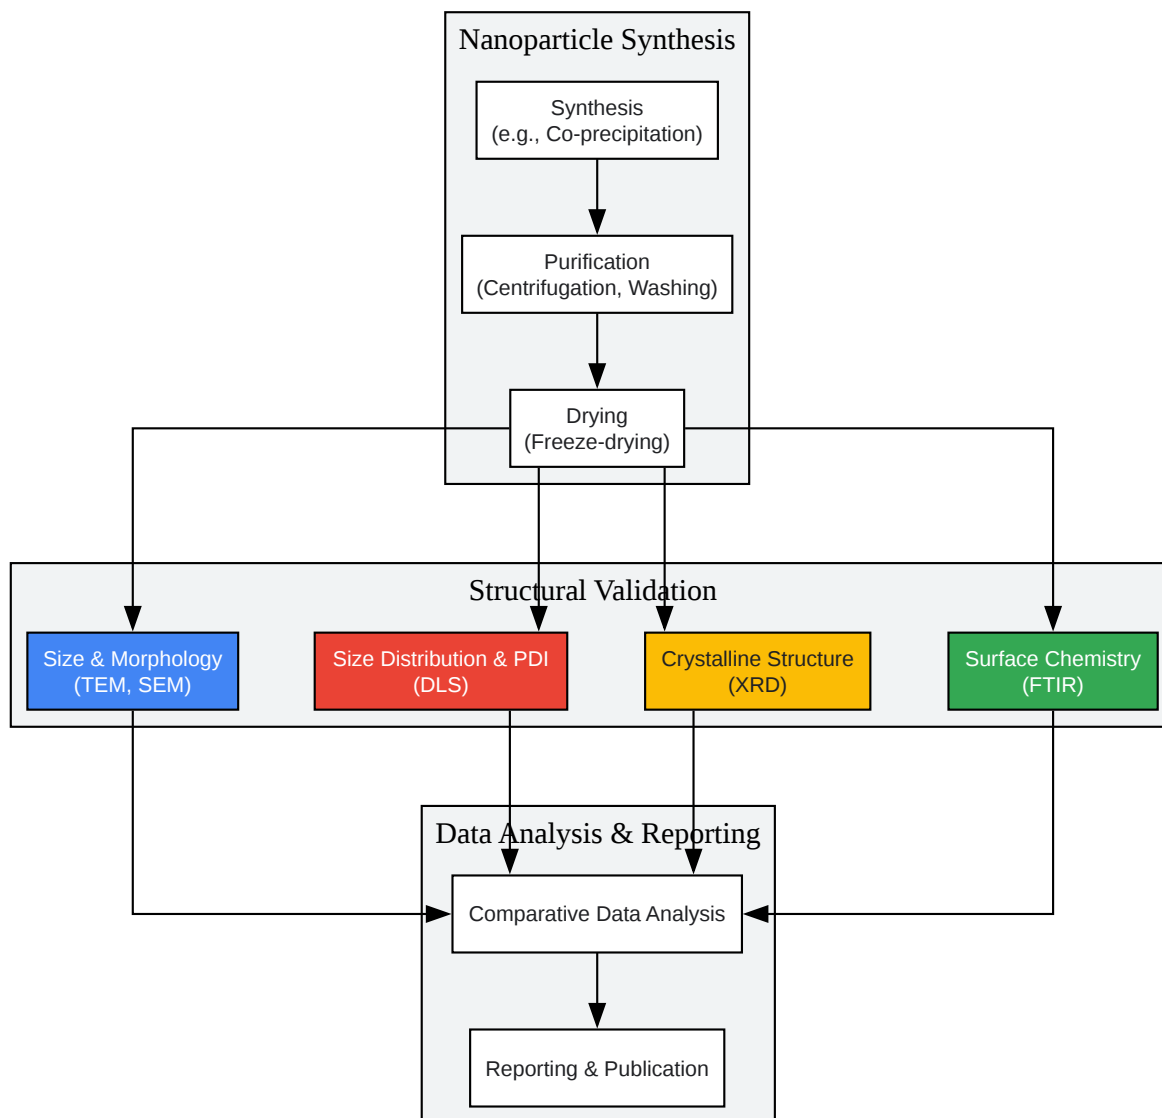 Nanoparticle Synthesis
Synthesis
(e.g., Co-precipitation)
Purification
(Centrifugation, Washing)
Drying
(Freeze-drying)
Structural Validation
Size & Morphology
(TEM, SEM)
Size Distribution & PDI
(DLS)
Crystalline Structure
(XRD)
Surface Chemistry
(FTIR)
Data Analysis & Reporting
Comparative Data Analysis
Reporting & Publication